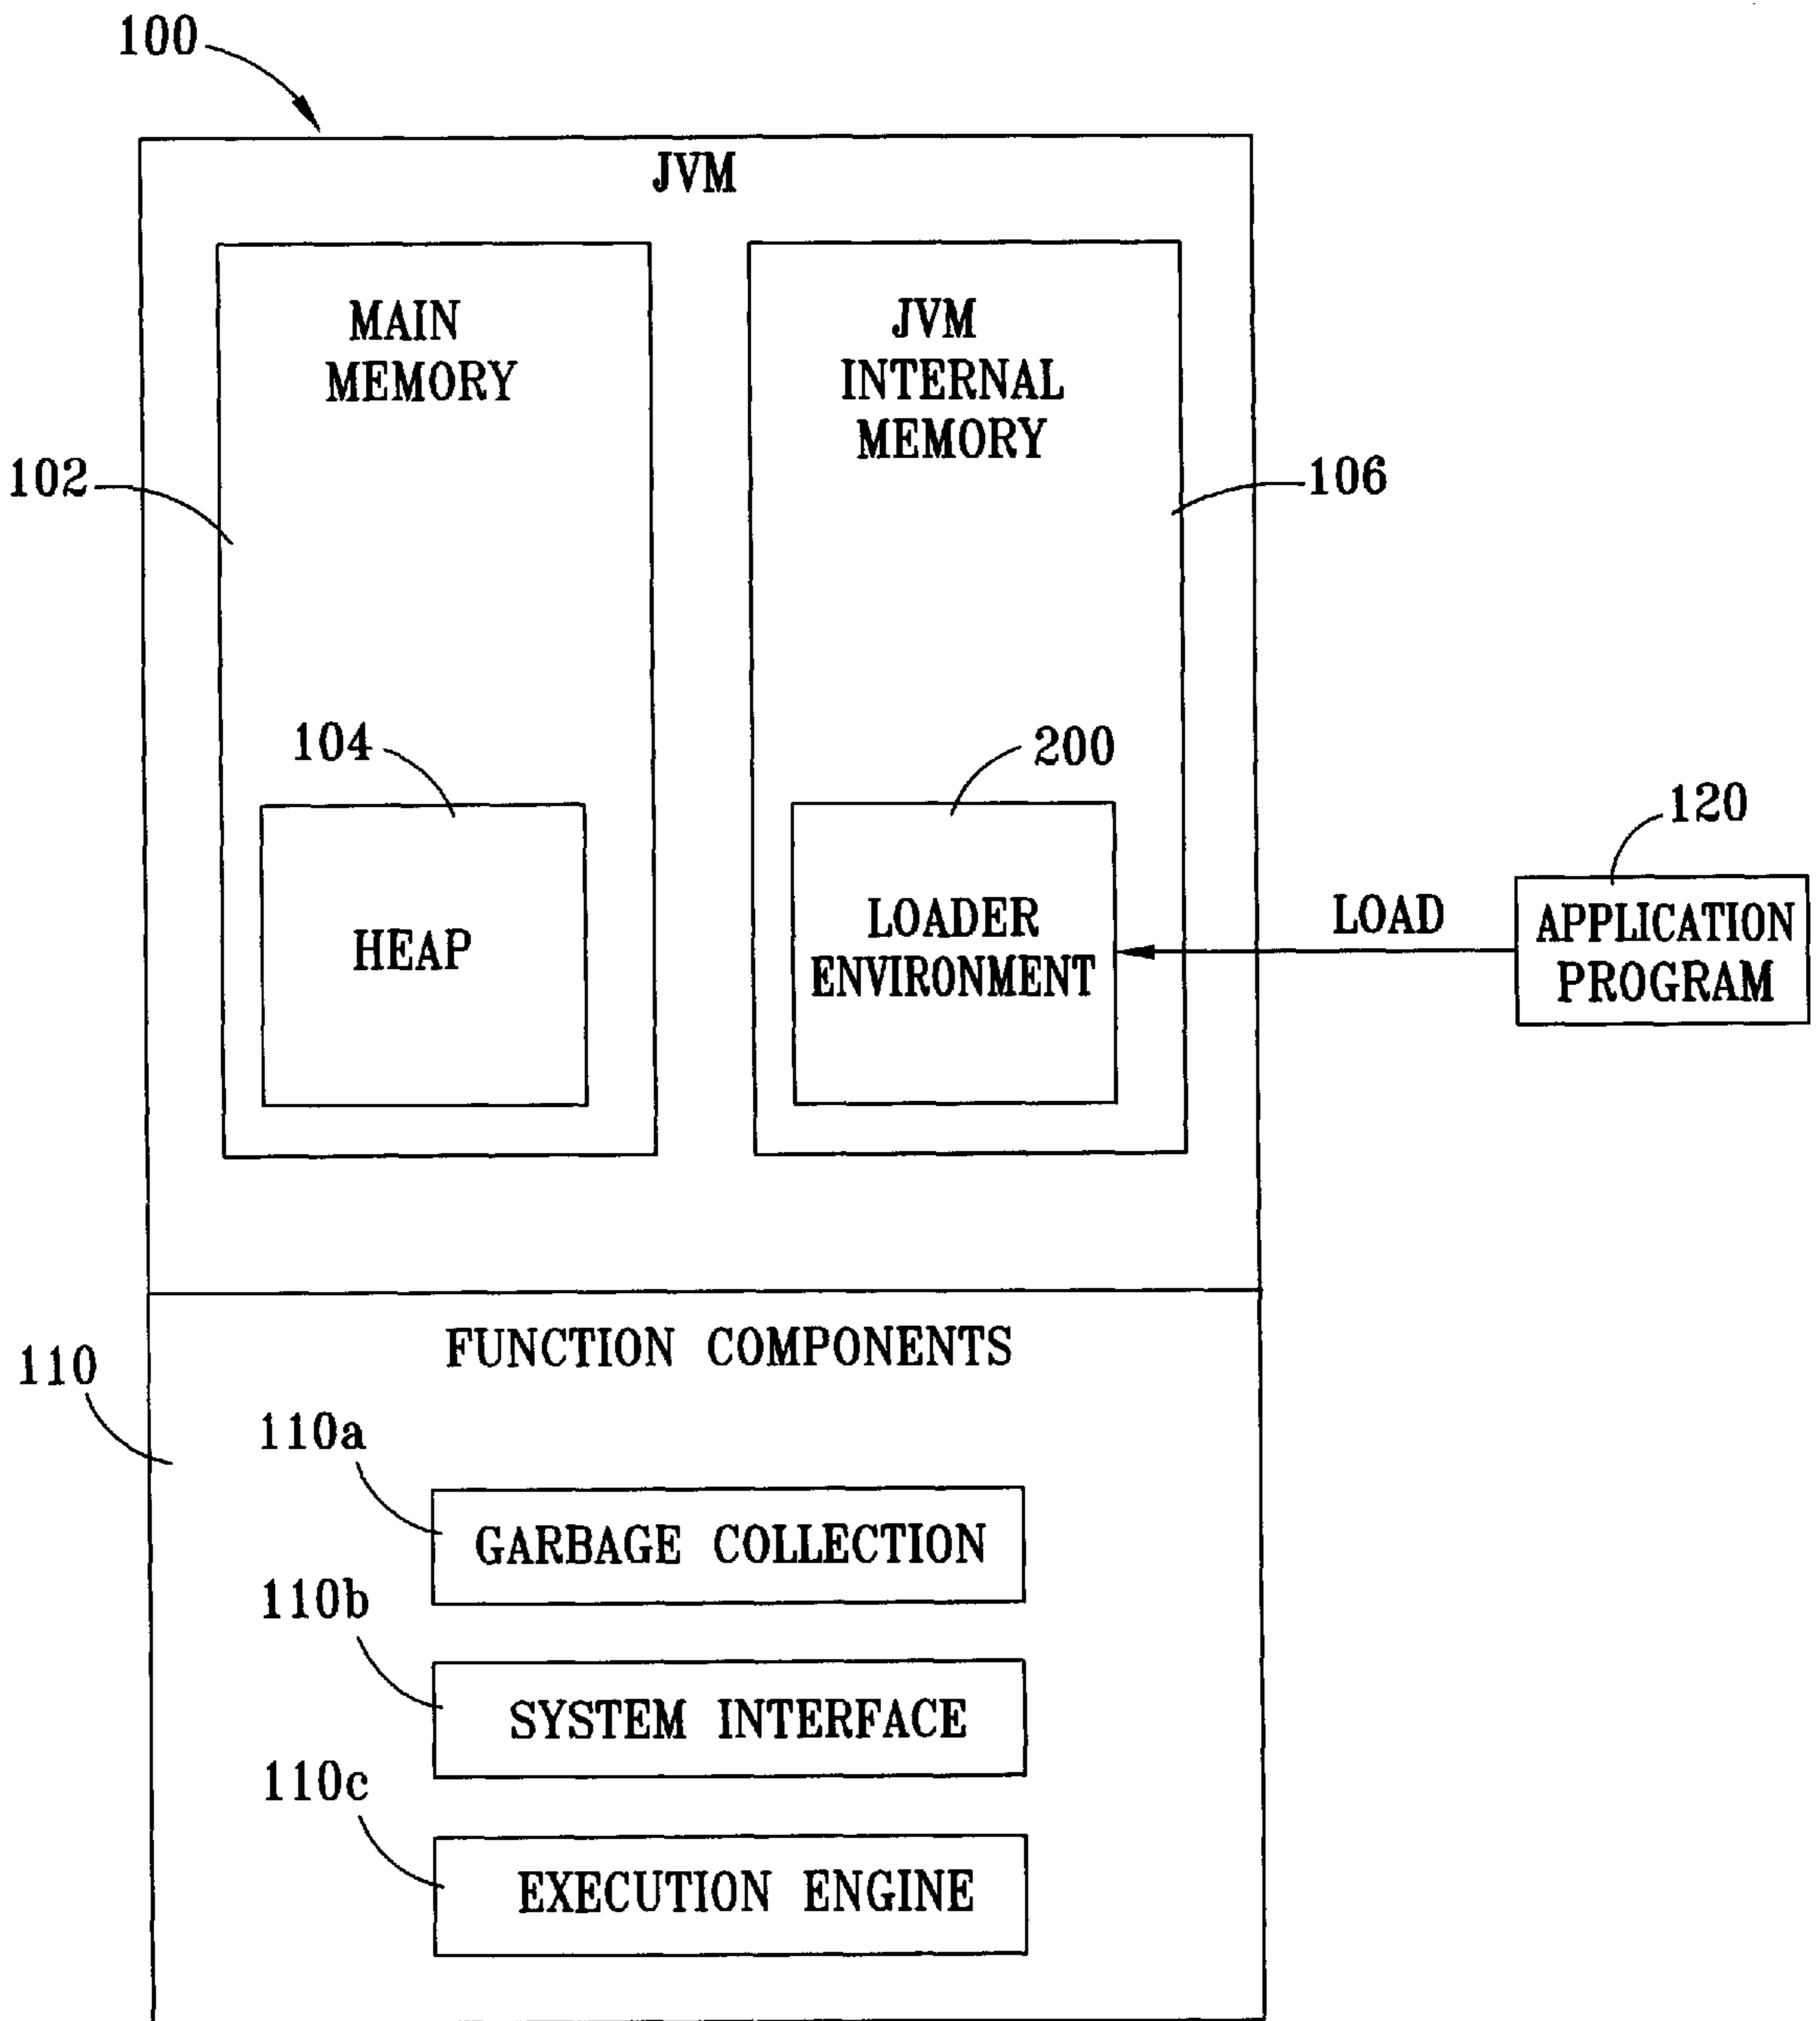 100
JVM
MAIN
MEMORY
JVM
INTERNAL
MEMORY
102
106
104
200
120
HEAP
LOADER
ENVIRONMENT
LOAD
APPLICATION
PROGRAM
FUNCTION COMPONENTS
110
110a
GARBAGE COLLECTION
110b
SYSTEM INTERFACE
110c
EXECUTION ENGINE